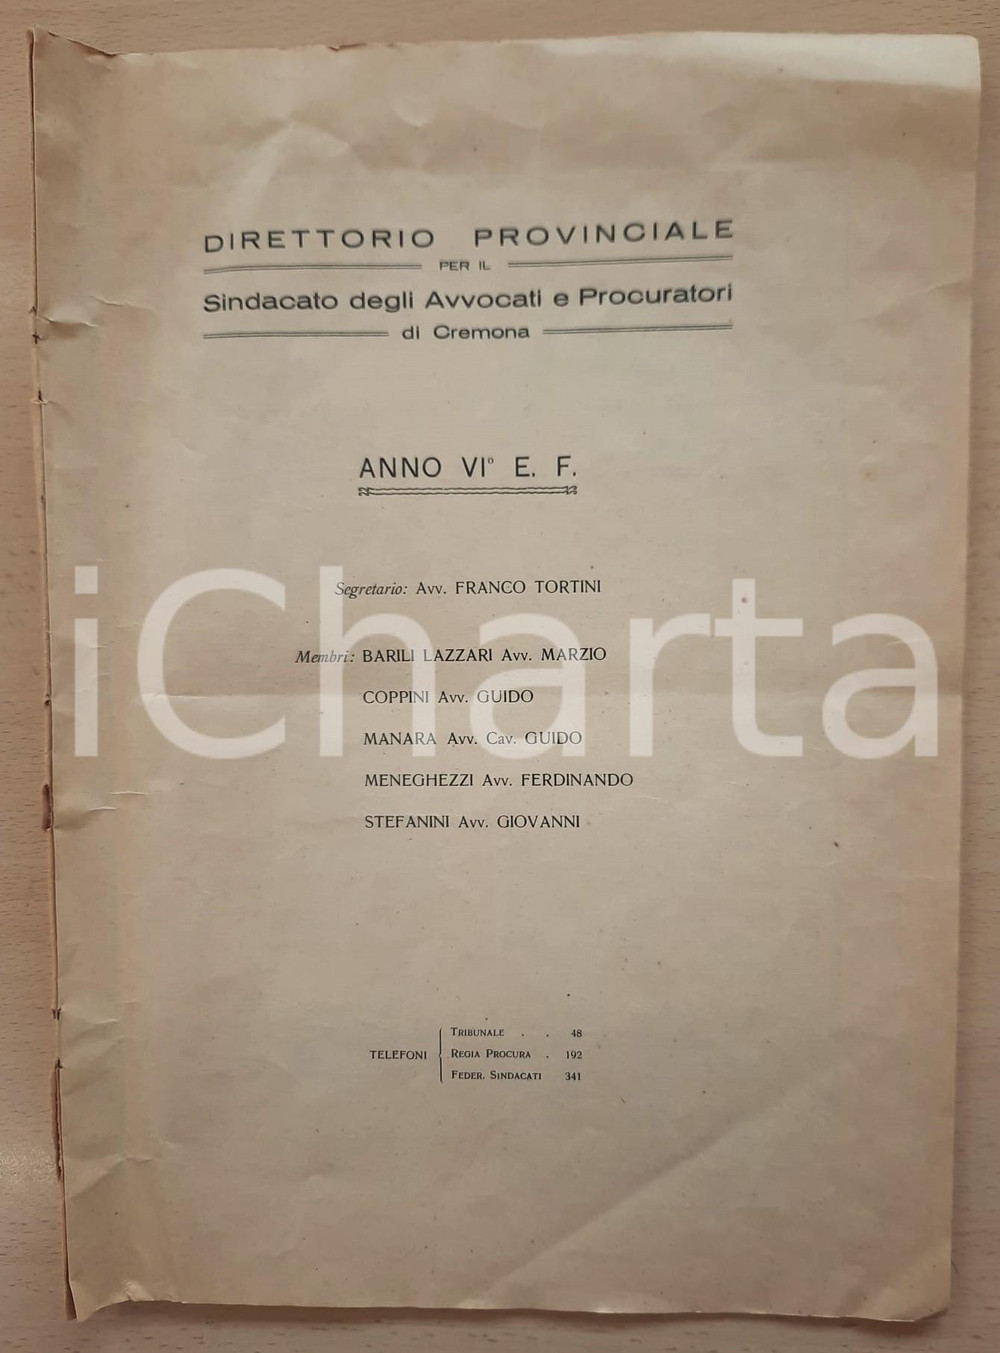 DIRETTORIO PROVINCIALE
PER IL
Sindacato degli Avvocati e Procuratori
di Cremona
ANNO VI° E. F.
Segretario: Avv. FRANCO TORTINI
Membri: BARILI LAZZARI Avv. MARZIO
COPPINI Avv. GUIDO
MANARA Avv. Cav. GUIDO
MENEGHEZZI Avv. FERDINANDO
STEFANINI Avv. GIOVANNI
iCharta
TELEFONI
TRIBUNALE . . 48
REGIA PROCURA . 192
FEDER. SINDACATI 341